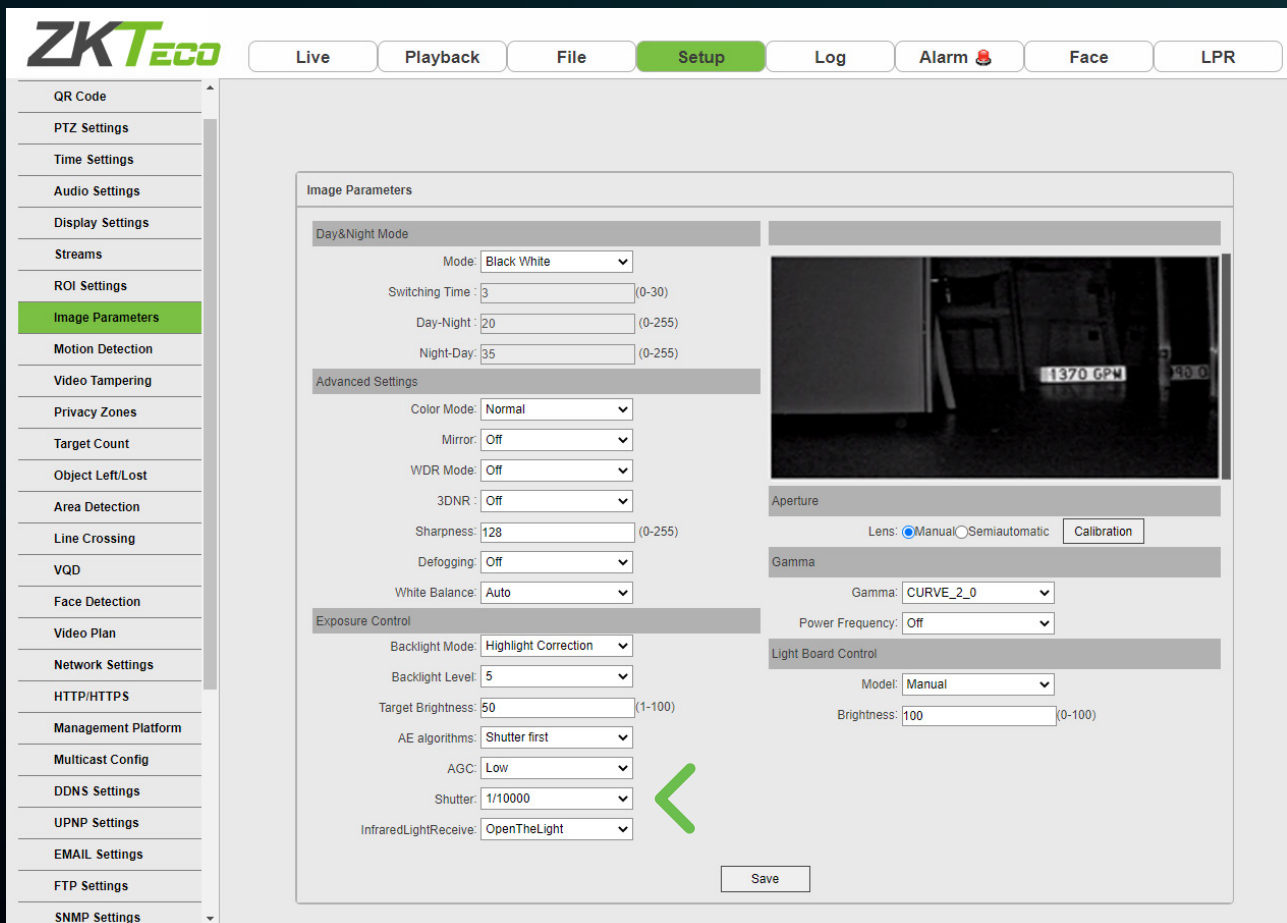 ZKTECO
Live
Playback
File
Setup
Log
Alarm
Face
LPR
QR Code
PTZ Settings
Time Settings
Audio Settings
Display Settings
Streams
ROI Settings
Image Parameters
Motion Detection
Video Tampering
Privacy Zones
Target Count
Object Left/Lost
Area Detection
Line Crossing
VQD
Face Detection
Video Plan
Network Settings
HTTP/HTTPS
Management Platform
Multicast Config
DDNS Settings
UPNP Settings
EMAIL Settings
FTP Settings
SNMP Settings
Image Parameters
Day&Night Mode
Mode: Black White
Switching Time : 3 (0-30)
Day-Night : 20 (0-255)
Night-Day: 35 (0-255)
Advanced Settings
Color Mode: Normal
Mirror: Off
WDR Mode: Off
3DNR : Off
Sharpness: 128 (0-255)
Defogging: Off
White Balance: Auto
Exposure Control
Backlight Mode: Highlight Correction
Backlight Level: 5
Target Brightness: 50 (1-100)
AE algorithms: Shutter first
AGC: Low
Shutter: 1/10000
InfraredLightReceive: OpenTheLight
1370 GPM
Aperture
Lens: Manual Semiautomatic Calibration
Gamma
Gamma: CURVE_2_0
Power Frequency: Off
Light Board Control
Model: Manual
Brightness: 100 (0-100)
Save